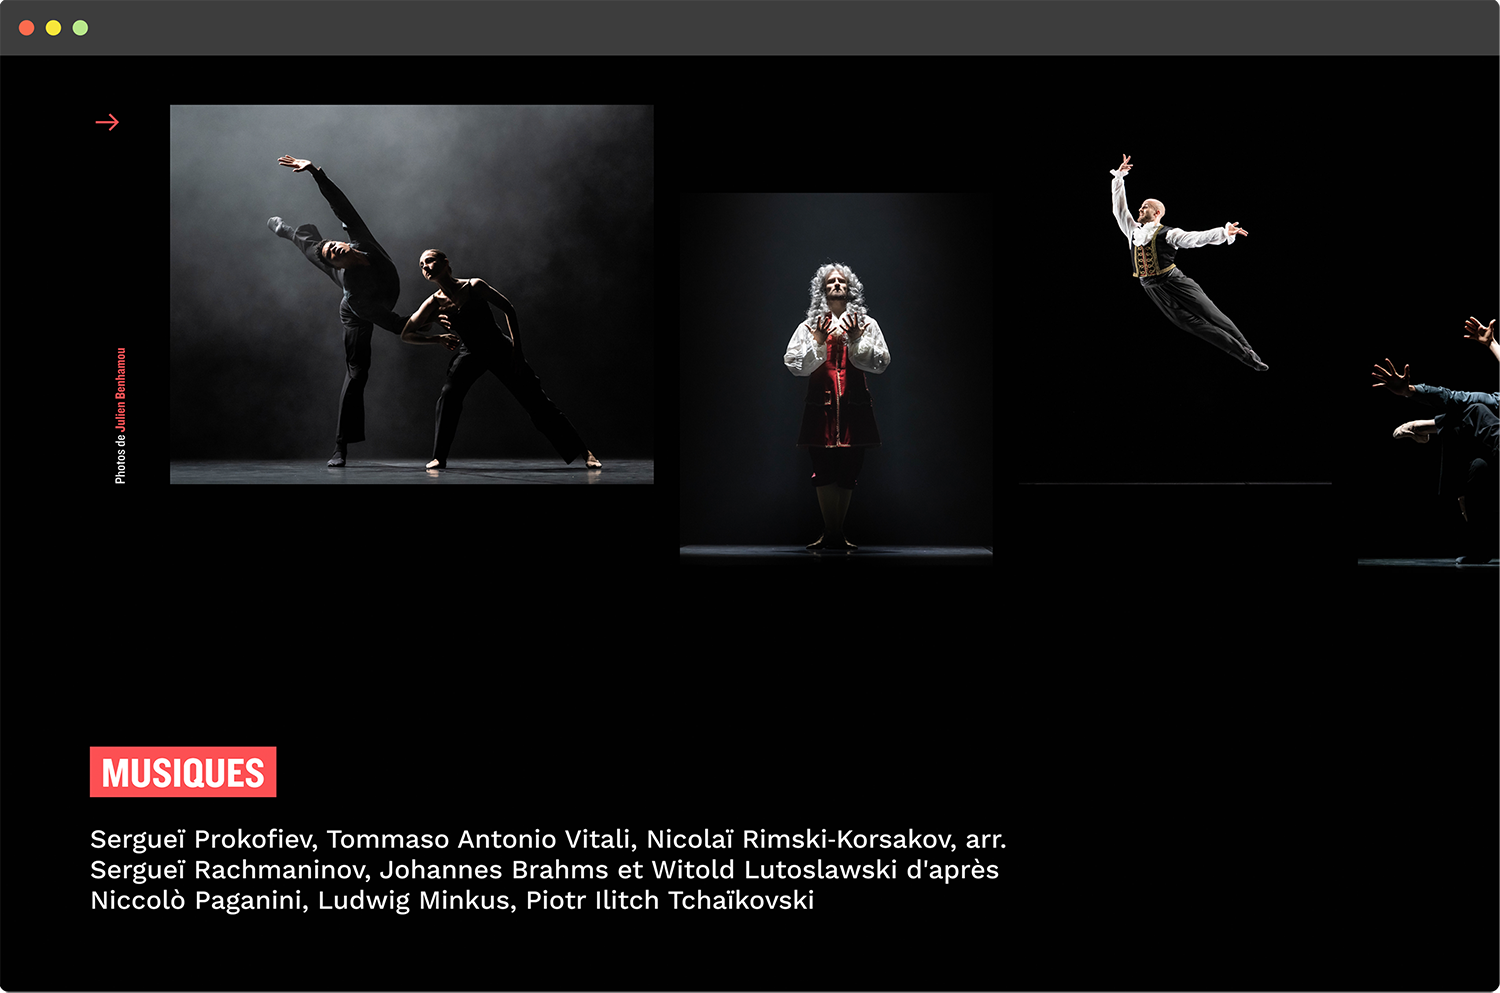 Photos de Julien Benhamou
MUSIQUES
Sergueï Prokofiev, Tommaso Antonio Vitali, Nicolaï Rimski-Korsakov, arr.
Sergueï Rachmaninov, Johannes Brahms et Witold Lutoslawski d'après
Niccolò Paganini, Ludwig Minkus, Piotr Ilitch Tchaïkovski